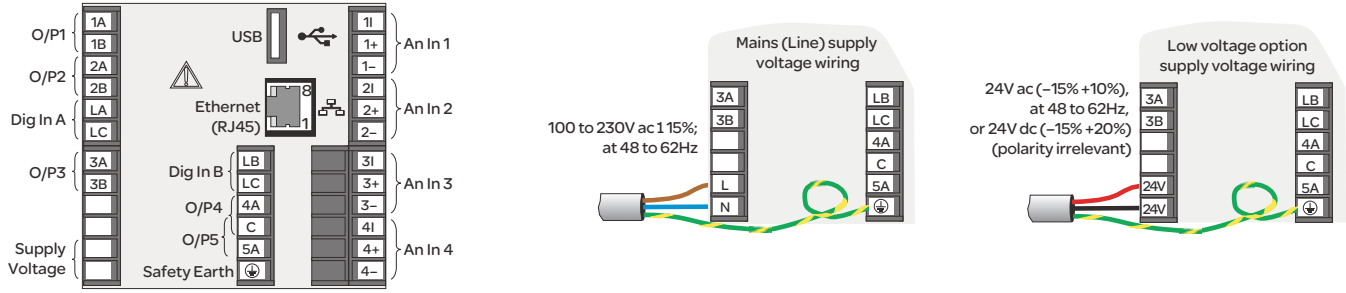 O/P1
O/P2
Dig In A
O/P3
Supply
Voltage
1A
1B
2A
2B
LA
LC
3A
3B
USB
Ethernet
(RJ45)
8
1
Dig In B
O/P4
O/P5
Safety Earth
LB
LC
4A
C
5A
1I
1+
1−
2I
2+
2−
3I
3+
3−
4I
4+
4−
An In 1
An In 2
An In 3
An In 4
Mains (Line) supply
voltage wiring
100 to 230V ac 1 15%;
at 48 to 62Hz
3A
3B
L
N
LB
LC
4A
C
5A
Low voltage option
supply voltage wiring
24V ac (−15% +10%),
at 48 to 62Hz,
or 24V dc (−15% +20%)
(polarity irrelevant)
3A
3B
24V
24V
LB
LC
4A
C
5A